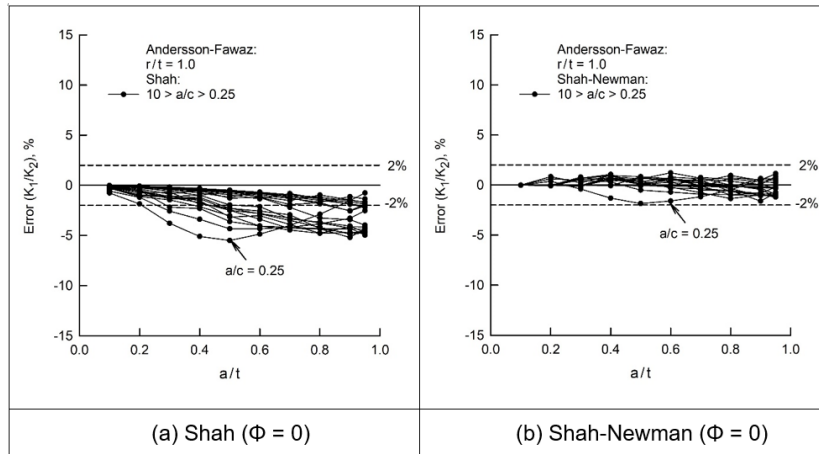 15
Andersson-Fawaz:
r/t = 1.0
10
Shah:
10 > a/c > 0.25
5
2%
0
-2%
-5
a/c = 0.25
-10
-15
0.0 0.2 0.4 0.6 0.8 1.0
Error (K1/K2), %
a/t
(a) Shah (Φ = 0)
15
Andersson-Fawaz:
r/t = 1.0
10
Shah-Newman:
10 > a/c > 0.25
5
2%
0
-2%
-5
a/c = 0.25
-10
-15
0.0 0.2 0.4 0.6 0.8 1.0
Error (K1/K2), %
a/t
(b) Shah-Newman (Φ = 0)